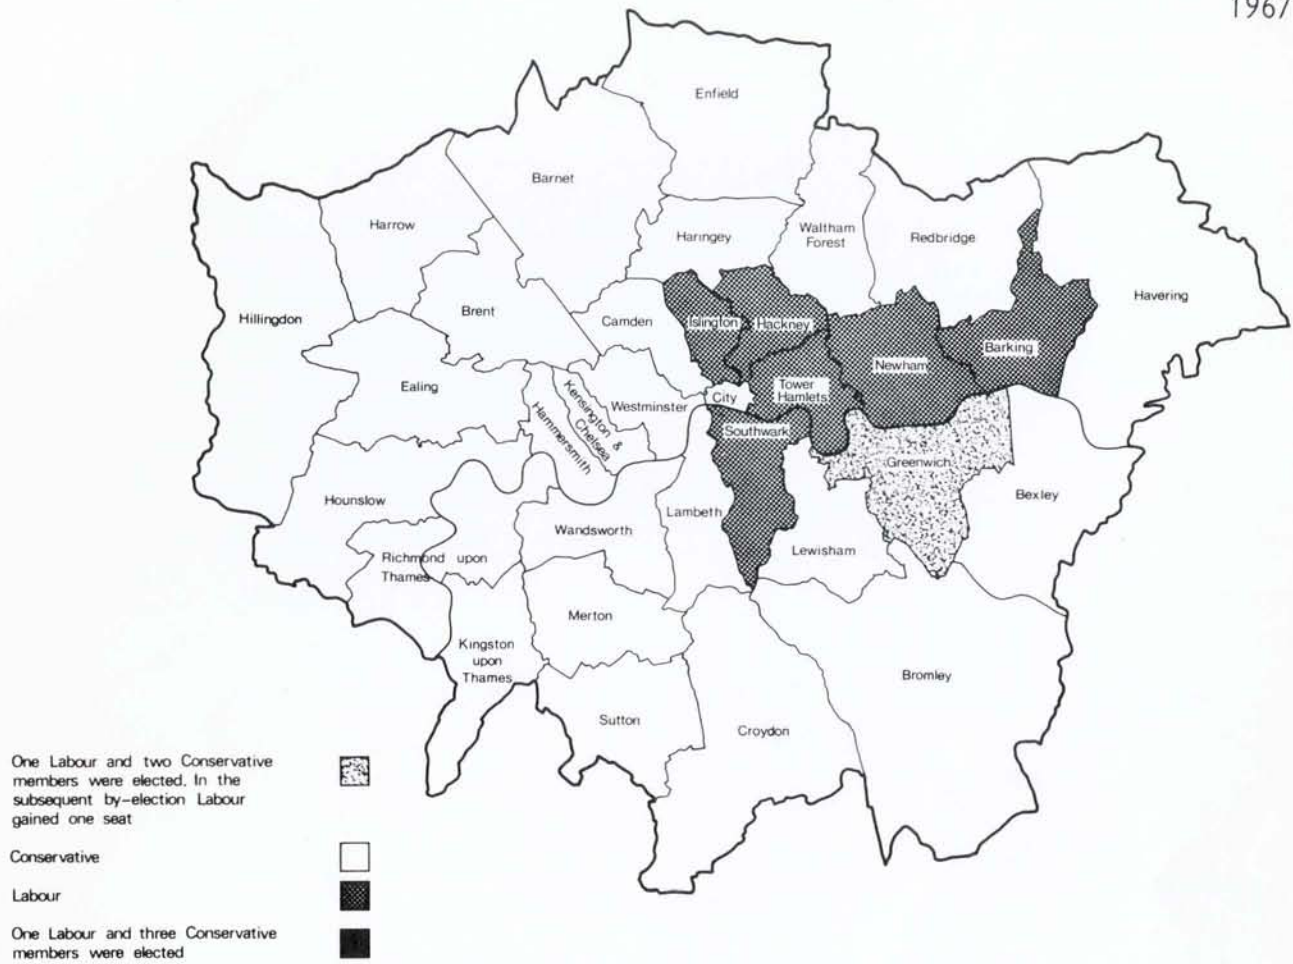 1967
Enfield
Barnet
Harrow
Haringey
Waltham
Forest
Redbridge
Havering
Hillingdon
Brent
Camden
Islington
Hackney
Newham
Barking
Ealing
Hammersmith
Kensington &
Chelsea
Westminster
City
Tower
Hamlets
Southwark
Greenwich
Bexley
Hounslow
Richmond upon
Thames
Wandsworth
Lambeth
Lewisham
Kingston
upon
Thames
Merton
Sutton
Croydon
Bromley
One Labour and two Conservative
members were elected. In the
subsequent by-election Labour
gained one seat
Conservative
Labour
One Labour and three Conservative
members were elected